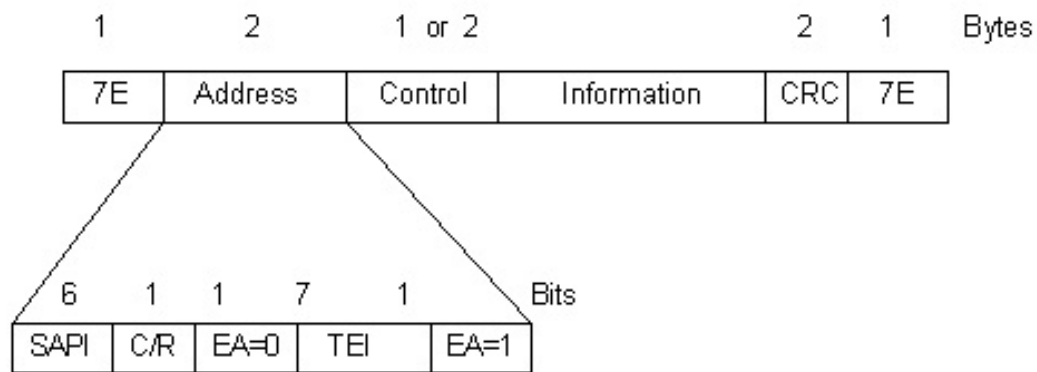 1 2 1 or 2 2 1 Bytes
7E Address Control Information CRC 7E
6 1 1 7 1 Bits
SAPI C/R EA=0 TEI EA=1